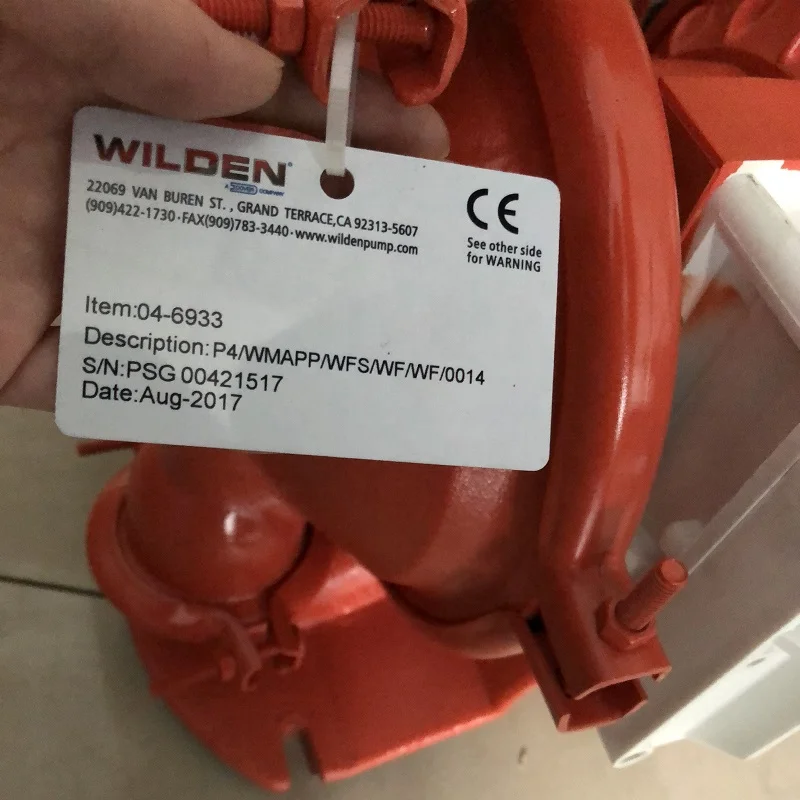 WILDEN®
A DOVER COMPANY
22069 VAN BUREN ST., GRAND TERRACE,CA 92313-5607
(909)422-1730·FAX(909)783-3440·www.wildenpump.com
CE
See other side
for WARNING
Item:04-6933
Description:P4/WMAPP/WFS/WF/WF/0014
S/N:PSG 00421517
Date:Aug-2017